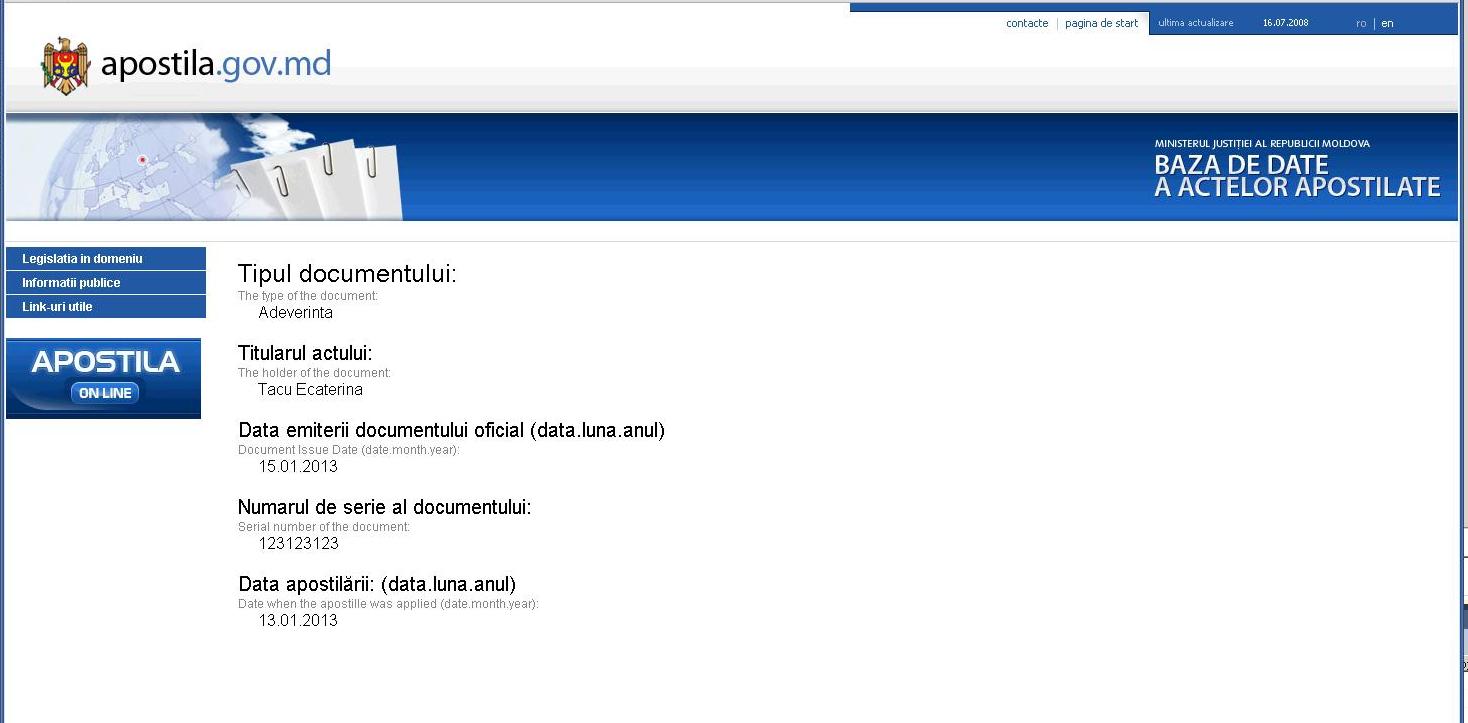 contacte | pagina de start ultima actualizare 16.07.2008 ro | en
apostila.gov.md
MINISTERUL JUSTIȚIEI AL REPUBLICII MOLDOVA
BAZA DE DATE
A ACTELOR APOSTILATE
Legislatia in domeniu
Informatii publice
Link-uri utile
APOSTILA
ON LINE
Tipul documentului:
The type of the document:
Adeverinta
Titularul actului:
The holder of the document:
Tacu Ecaterina
Data emiterii documentului oficial (data.luna.anul)
Document Issue Date (date.month.year):
15.01.2013
Numarul de serie al documentului:
Serial number of the document:
123123123
Data apostilării: (data.luna.anul)
Date when the apostille was applied (date.month.year):
13.01.2013